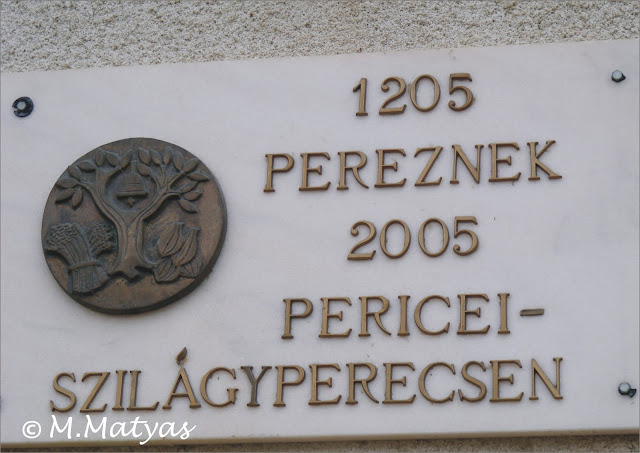 1205
PEREZNEK
2005
PERICEI-
SZILÁGYPERECSEN
© M.Matyas